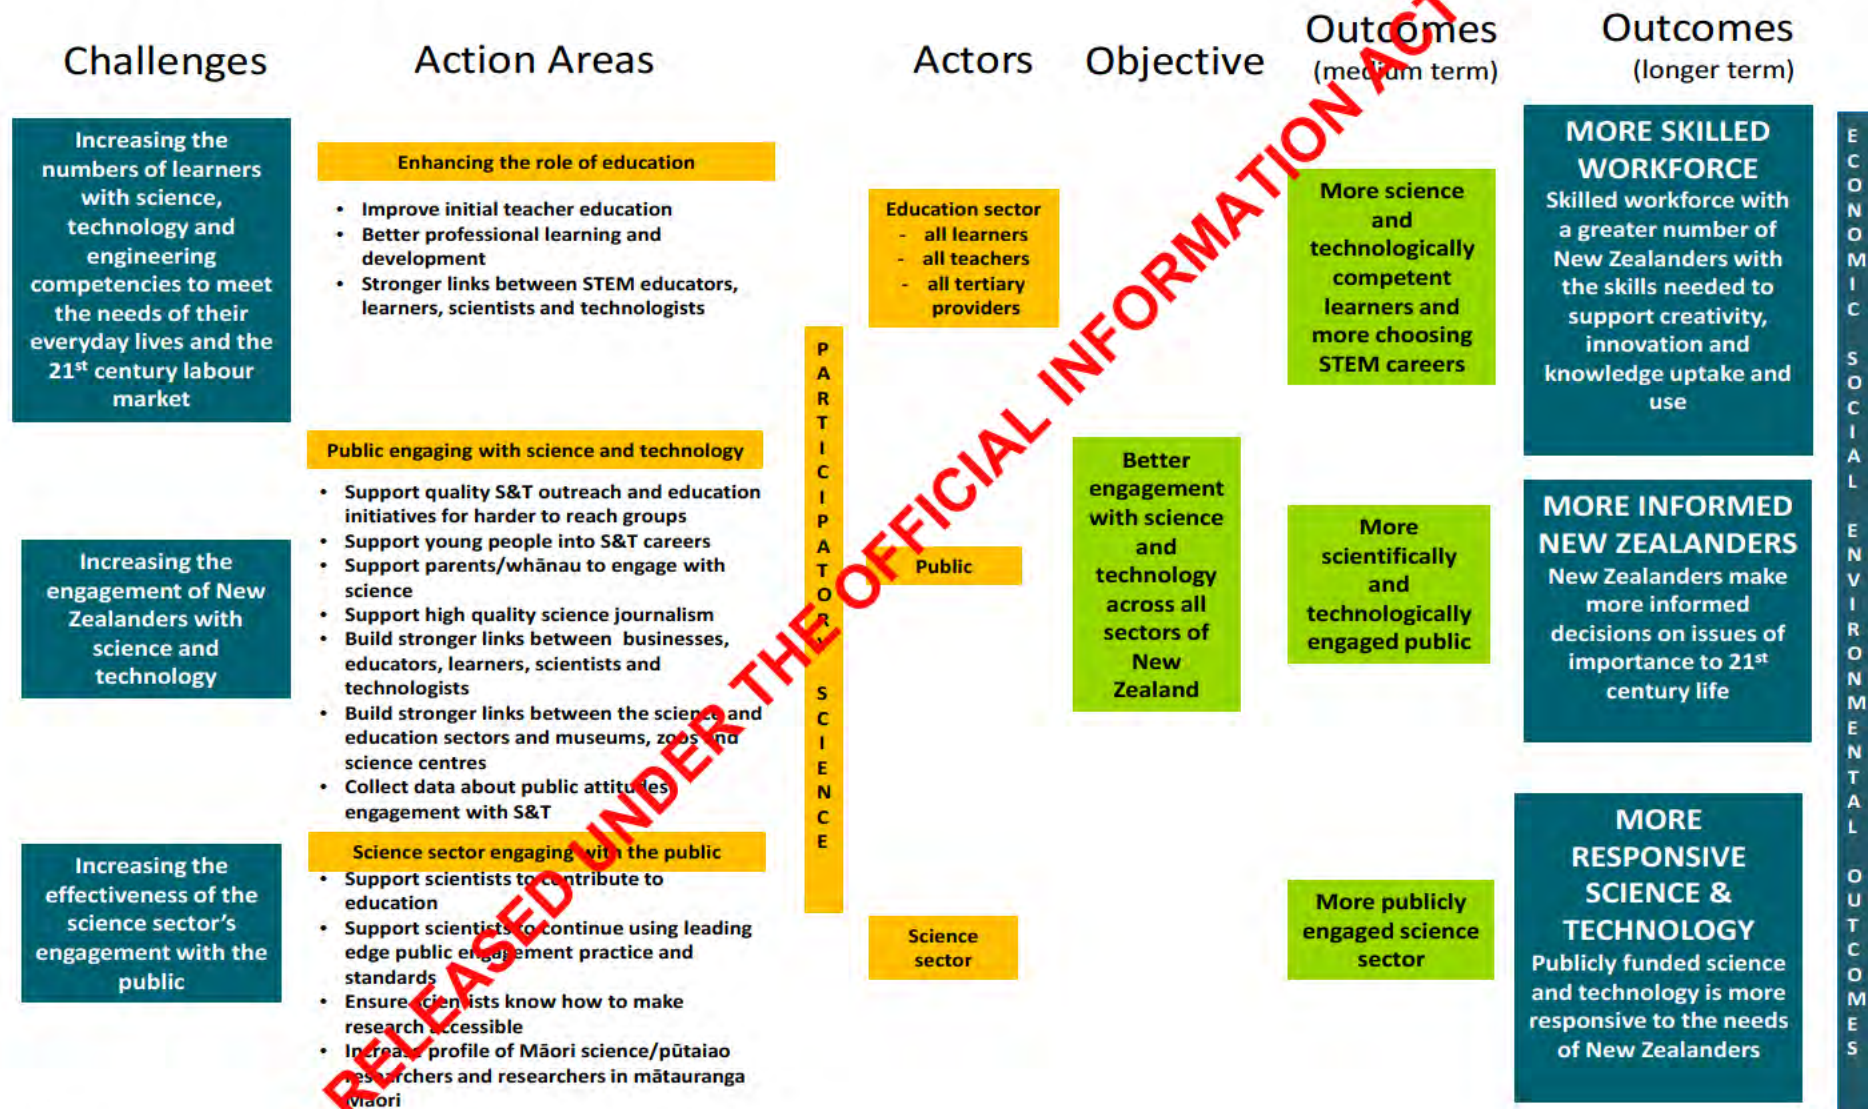 Challenges
Action Areas
Actors
Objective
Outcomes
(medium term)
Outcomes
(longer term)
Increasing the
numbers of learners
with science,
technology and
engineering
competencies to meet
the needs of their
everyday lives and the
21st century labour
market
Increasing the
engagement of New
Zealanders with
science and
technology
Increasing the
effectiveness of the
science sector's
engagement with the
public
Enhancing the role of education
• Improve initial teacher education
• Better professional learning and
development
• Stronger links between STEM educators,
learners, scientists and technologists
Public engaging with science and technology
• Support quality S&T outreach and education
initiatives for harder to reach groups
• Support young people into S&T careers
• Support parents/whānau to engage with
science
• Support high quality science journalism
• Build stronger links between businesses,
educators, learners, scientists and
technologists
• Build stronger links between the science and
education sectors and museums, zoos and
science centres
• Collect data about public attitudes
engagement with S&T
Science sector engaging with the public
• Support scientists to contribute to
education
• Support scientists to continue using leading
edge public engagement practice and
standards
• Ensure scientists know how to make
research accessible
• Increase profile of Māori science/pūtaiao
researchers and researchers in mātauranga
Māori
PARTICIPATORY SCIENCE
Education sector
- all learners
- all teachers
- all tertiary
providers
Public
Science
sector
Better
engagement
with science
and
technology
across all
sectors of
New
Zealand
More science
and
technologically
competent
learners and
more choosing
STEM careers
More
scientifically
and
technologically
engaged public
More publicly
engaged science
sector
MORE SKILLED
WORKFORCE
Skilled workforce with
a greater number of
New Zealanders with
the skills needed to
support creativity,
innovation and
knowledge uptake and
use
MORE INFORMED
NEW ZEALANDERS
New Zealanders make
more informed
decisions on issues of
importance to 21st
century life
MORE
RESPONSIVE
SCIENCE &
TECHNOLOGY
Publicly funded science
and technology is more
responsive to the needs
of New Zealanders
ECONOMIC SOCIAL ENVIRONMENTAL OUTCOMES
RELEASED UNDER THE OFFICIAL INFORMATION ACT